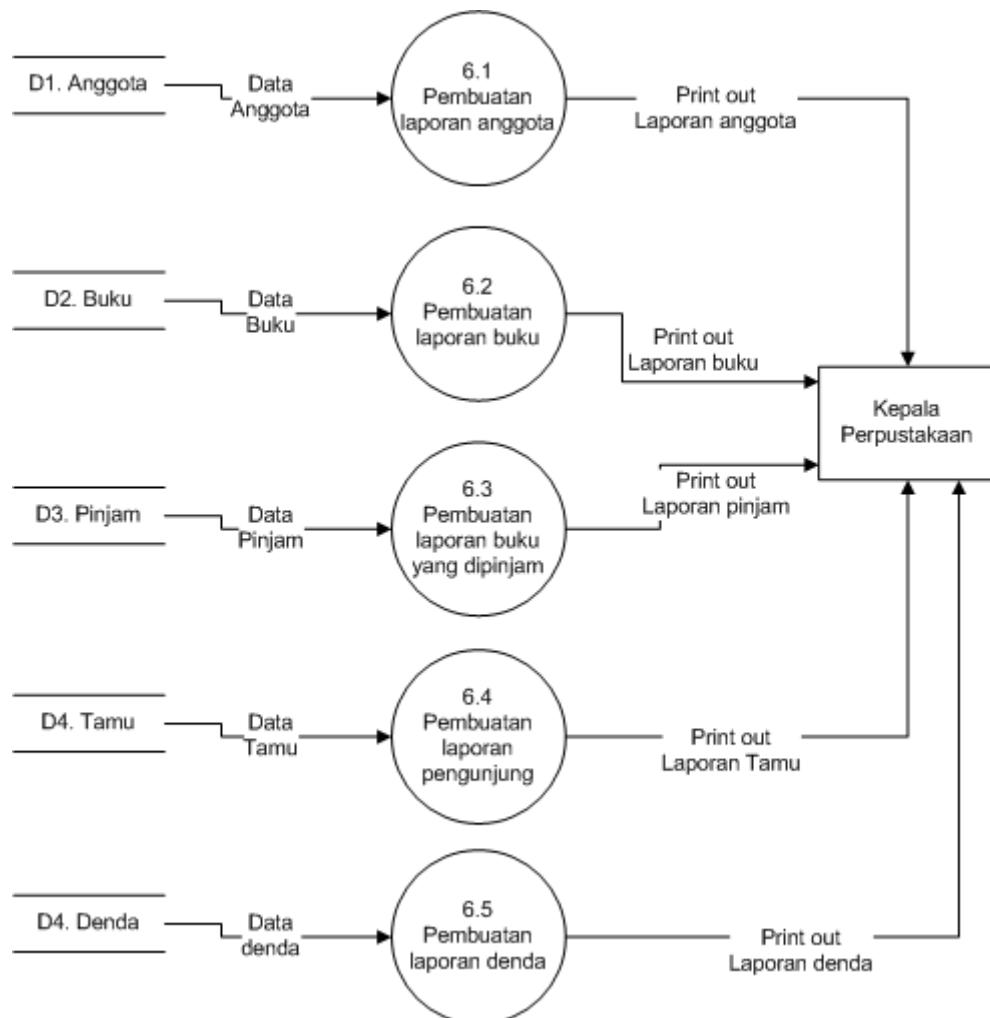 D1. Anggota
Data
Anggota
6.1
Pembuatan
laporan anggota
Print out
Laporan anggota
D2. Buku
Data
Buku
6.2
Pembuatan
laporan buku
Print out
Laporan buku
Kepala
Perpustakaan
D3. Pinjam
Data
Pinjam
6.3
Pembuatan
laporan buku
yang dipinjam
Print out
Laporan pinjam
D4. Tamu
Data
Tamu
6.4
Pembuatan
laporan
pengunjung
Print out
Laporan Tamu
D4. Denda
Data
denda
6.5
Pembuatan
laporan denda
Print out
Laporan denda